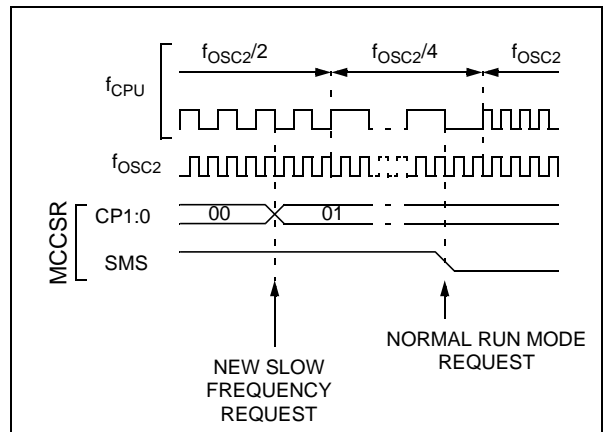 fOSC2/2 fOSC2/4 fOSC2
fCPU
fOSC2
MCCSR
CP1:0 00 01
SMS
NEW SLOW
FREQUENCY
REQUEST
NORMAL RUN MODE
REQUEST